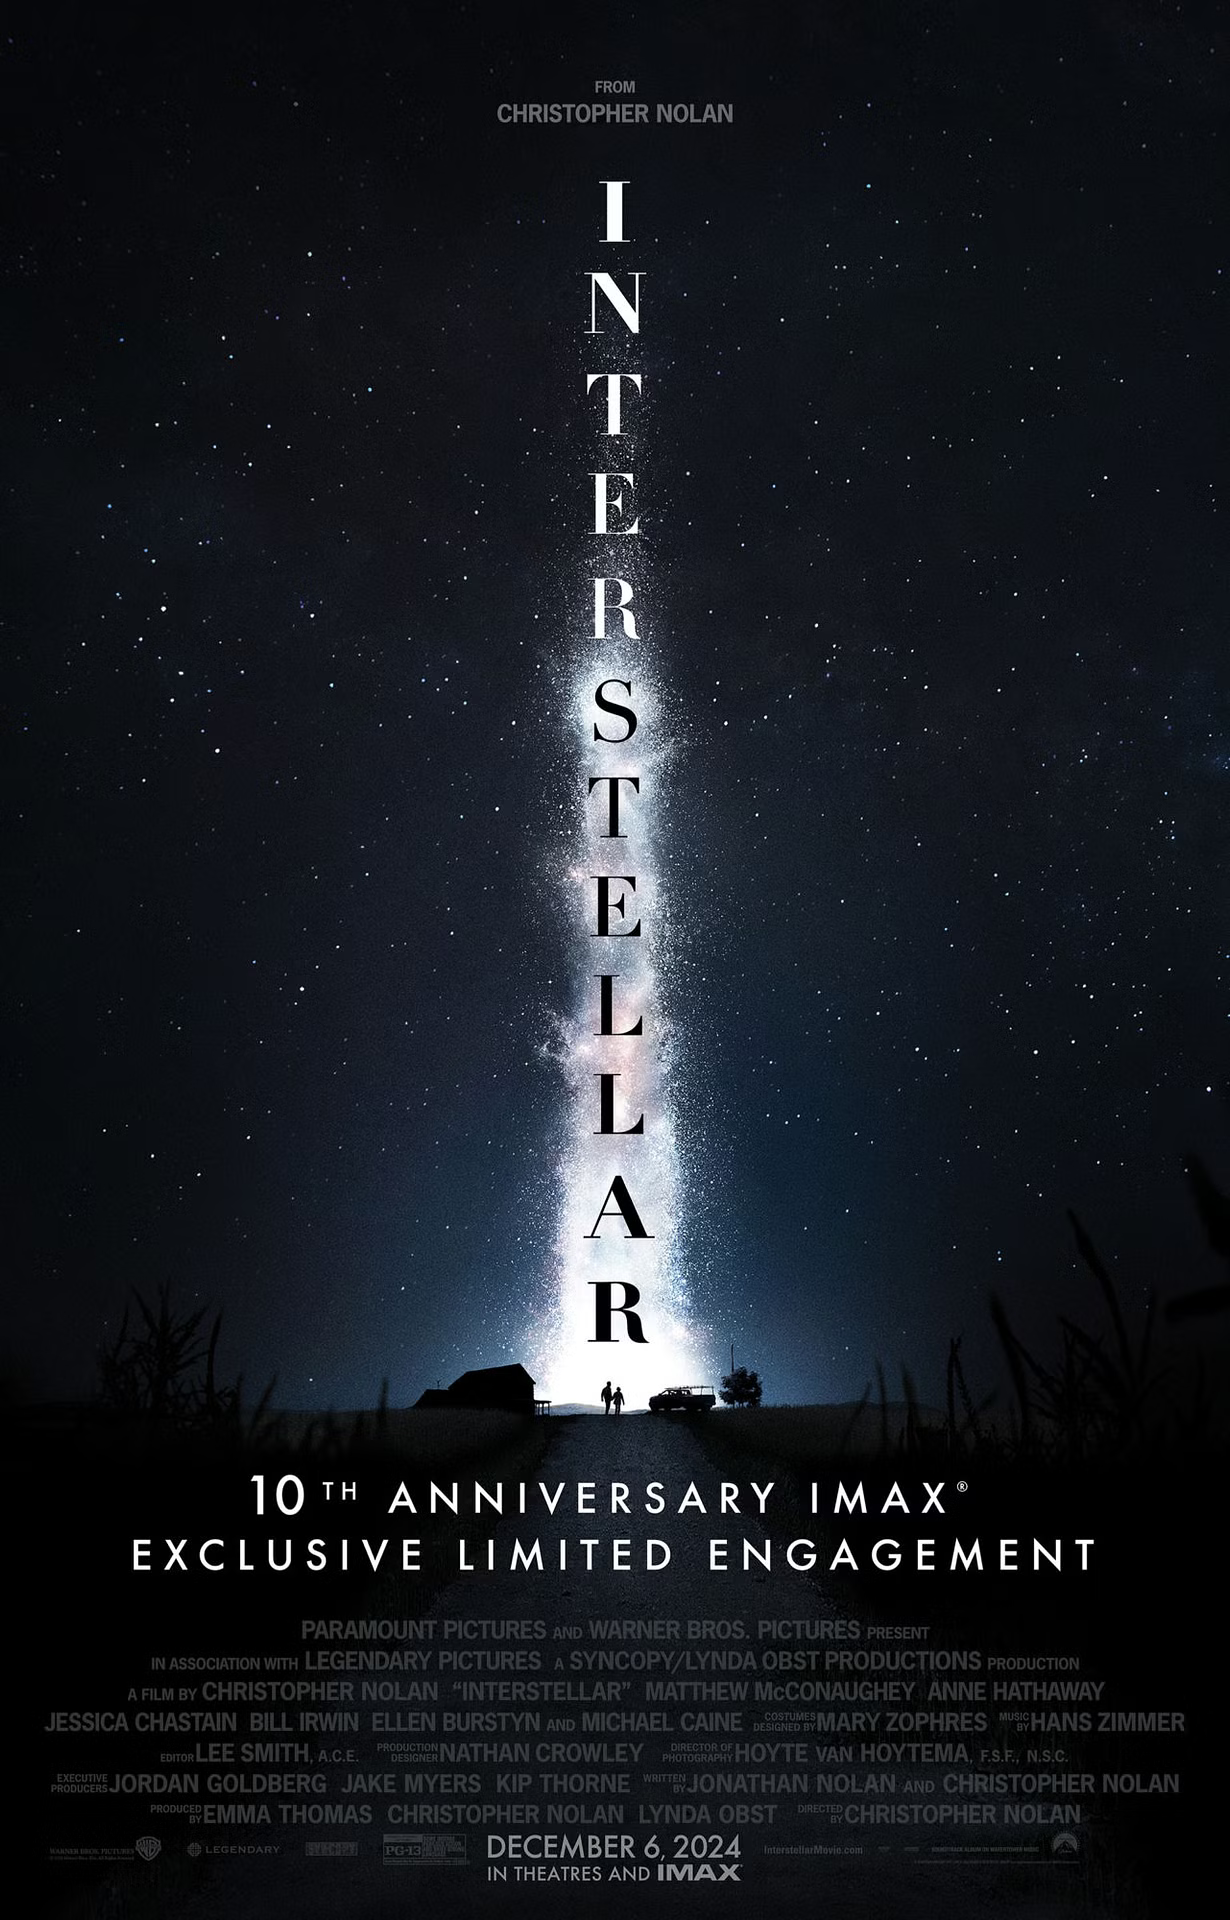 FROM
CHRISTOPHER NOLAN
INTERSTELLAR
10TH ANNIVERSARY IMAX®
EXCLUSIVE LIMITED ENGAGEMENT
PARAMOUNT PICTURES AND WARNER BROS. PICTURES PRESENT
IN ASSOCIATION WITH LEGENDARY PICTURES A SYNCOPY/LYNDA OBST PRODUCTIONS PRODUCTION
A FILM BY CHRISTOPHER NOLAN “INTERSTELLAR” MATTHEW McCONAUGHEY ANNE HATHAWAY
JESSICA CHASTAIN BILL IRWIN ELLEN BURSTYN AND MICHAEL CAINE COSTUMES DESIGNED BY MARY ZOPHRES MUSIC BY HANS ZIMMER
EDITOR LEE SMITH, A.C.E. PRODUCTION DESIGNER NATHAN CROWLEY DIRECTOR OF PHOTOGRAPHY HOYTE VAN HOYTEMA, F.S.F., N.S.C.
EXECUTIVE PRODUCERS JORDAN GOLDBERG JAKE MYERS KIP THORNE WRITTEN BY JONATHAN NOLAN AND CHRISTOPHER NOLAN
PRODUCED BY EMMA THOMAS CHRISTOPHER NOLAN LYNDA OBST DIRECTED BY CHRISTOPHER NOLAN
WARNER BROS. PICTURES LEGENDARY PG-13 DECEMBER 6, 2024 InterstellarMovie.com
IN THEATRES AND IMAX